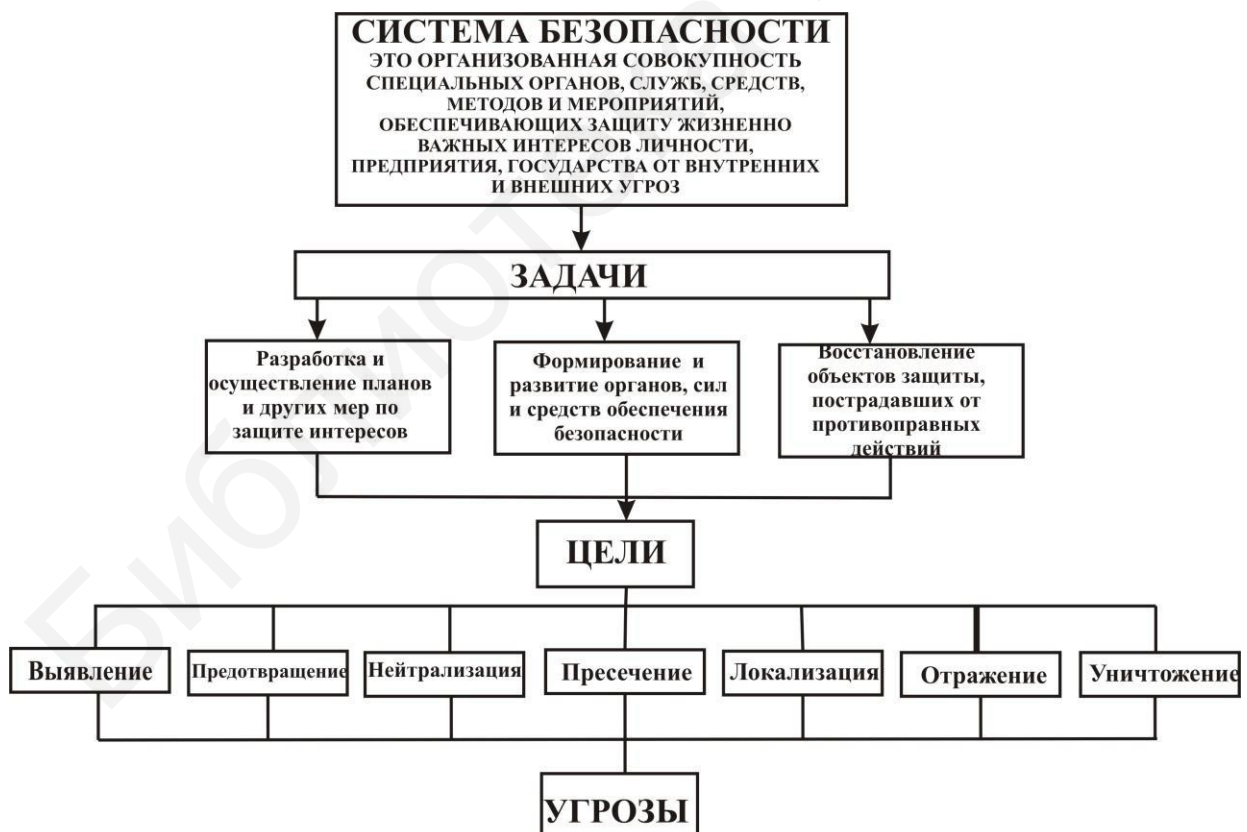 СИСТЕМА БЕЗОПАСНОСТИ
ЭТО ОРГАНИЗОВАННАЯ СОВОКУПНОСТЬ
СПЕЦИАЛЬНЫХ ОРГАНОВ, СЛУЖБ, СРЕДСТВ,
МЕТОДОВ И МЕРОПРИЯТИЙ,
ОБЕСПЕЧИВАЮЩИХ ЗАЩИТУ ЖИЗНЕННО
ВАЖНЫХ ИНТЕРЕСОВ ЛИЧНОСТИ,
ПРЕДПРИЯТИЯ, ГОСУДАРСТВА ОТ ВНУТРЕННИХ
И ВНЕШНИХ УГРОЗ
ЗАДАЧИ
Разработка и
осуществление планов
и других мер по
защите интересов
Формирование и
развитие органов, сил
и средств обеспечения
безопасности
Восстановление
объектов защиты,
пострадавших от
противоправных
действий
ЦЕЛИ
Выявление
Предотвращение
Нейтрализация
Пресечение
Локализация
Отражение
Уничтожение
УГРОЗЫ